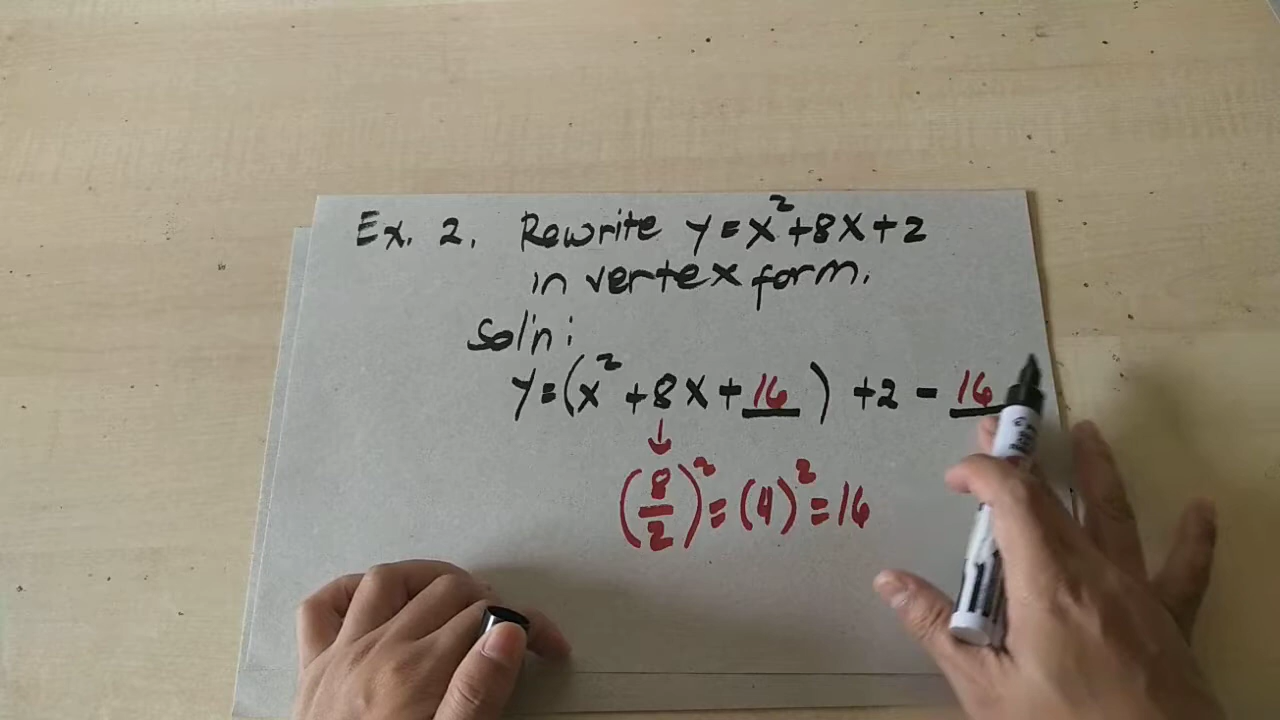 Ex. 2. Rewrite y=x²+8x+2
in vertex form.
Sol'n:
y=(x²+8x+16) +2-16
↓
(8/2)²=(4)²=16